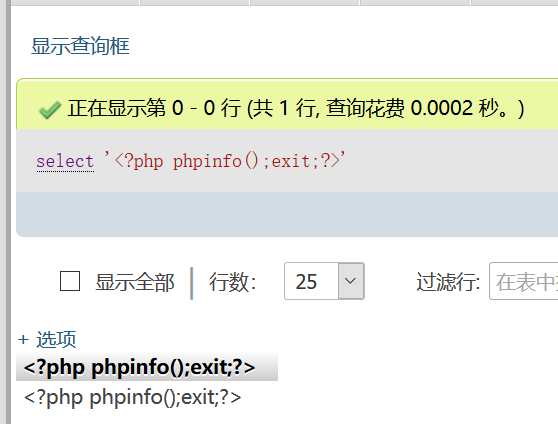 显示查询框
正在显示第 0 - 0 行 (共 1 行, 查询花费 0.0002 秒。)
select '<?php phpinfo();exit;?>'
显示全部 | 行数: 25 过滤行: 在表中
+ 选项
<?php phpinfo();exit;?>
<?php phpinfo();exit;?>